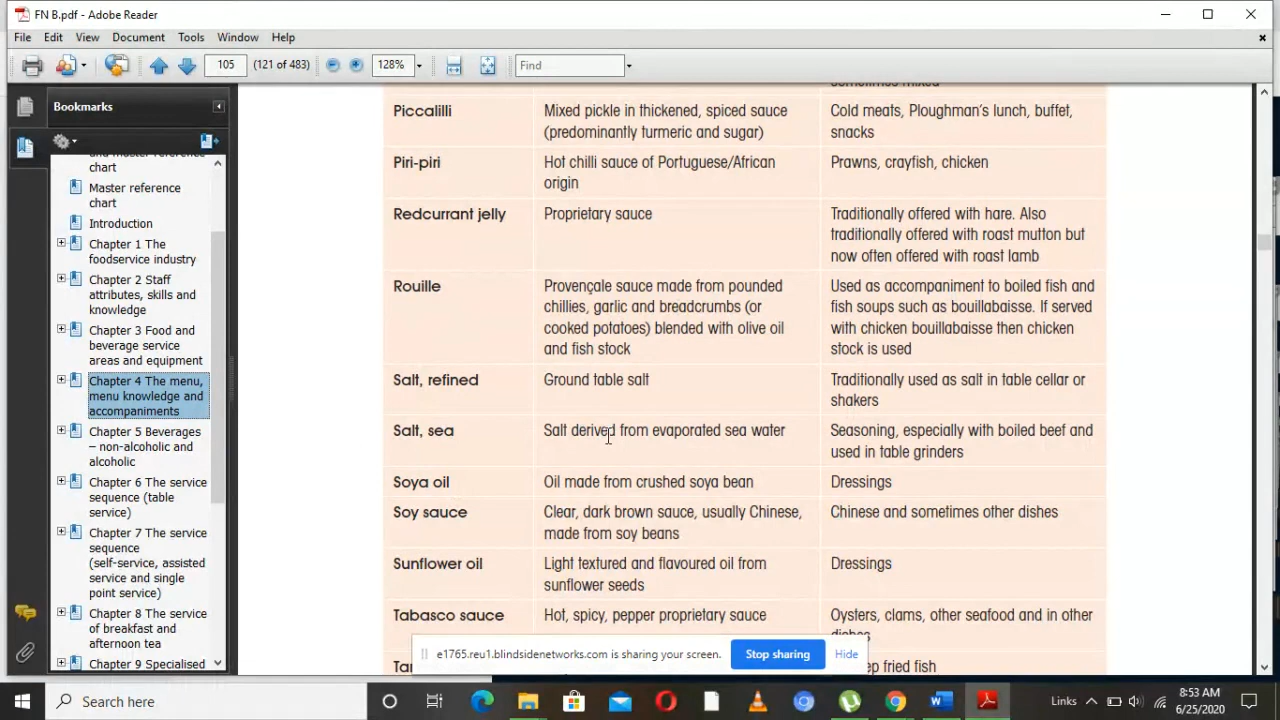 FN B.pdf - Adobe Reader
File Edit View Document Tools Window Help
105 (121 of 483) 128% Find
Bookmarks
and master reference
chart
Master reference
chart
Introduction
Chapter 1 The
foodservice industry
Chapter 2 Staff
attributes, skills and
knowledge
Chapter 3 Food and
beverage service
areas and equipment
Chapter 4 The menu,
menu knowledge and
accompaniments
Chapter 5 Beverages
– non-alcoholic and
alcoholic
Chapter 6 The service
sequence (table
service)
Chapter 7 The service
sequence
(self-service, assisted
service and single
point service)
Chapter 8 The service
of breakfast and
afternoon tea
Chapter 9 Specialised
sometimes mixed
Piccalilli Mixed pickle in thickened, spiced sauce Cold meats, Ploughman's lunch, buffet,
(predominantly turmeric and sugar) snacks
Piri-piri Hot chilli sauce of Portuguese/African Prawns, crayfish, chicken
origin
Redcurrant jelly Proprietary sauce Traditionally offered with hare. Also
traditionally offered with roast mutton but
now often offered with roast lamb
Rouille Provençale sauce made from pounded Used as accompaniment to boiled fish and
chillies, garlic and breadcrumbs (or fish soups such as bouillabaisse. If served
cooked potatoes) blended with olive oil with chicken bouillabaisse then chicken
and fish stock stock is used
Salt, refined Ground table salt Traditionally used as salt in table cellar or
shakers
Salt, sea Salt derived from evaporated sea water Seasoning, especially with boiled beef and
used in table grinders
Soya oil Oil made from crushed soya bean Dressings
Soy sauce Clear, dark brown sauce, usually Chinese, Chinese and sometimes other dishes
made from soy beans
Sunflower oil Light textured and flavoured oil from Dressings
sunflower seeds
Tabasco sauce Hot, spicy, pepper proprietary sauce Oysters, clams, other seafood and in other
dishes
fried fish
e1765.reu1.blindsidenetworks.com is sharing your screen. Stop sharing Hide
Search here Links 8:53 AM
6/25/2020